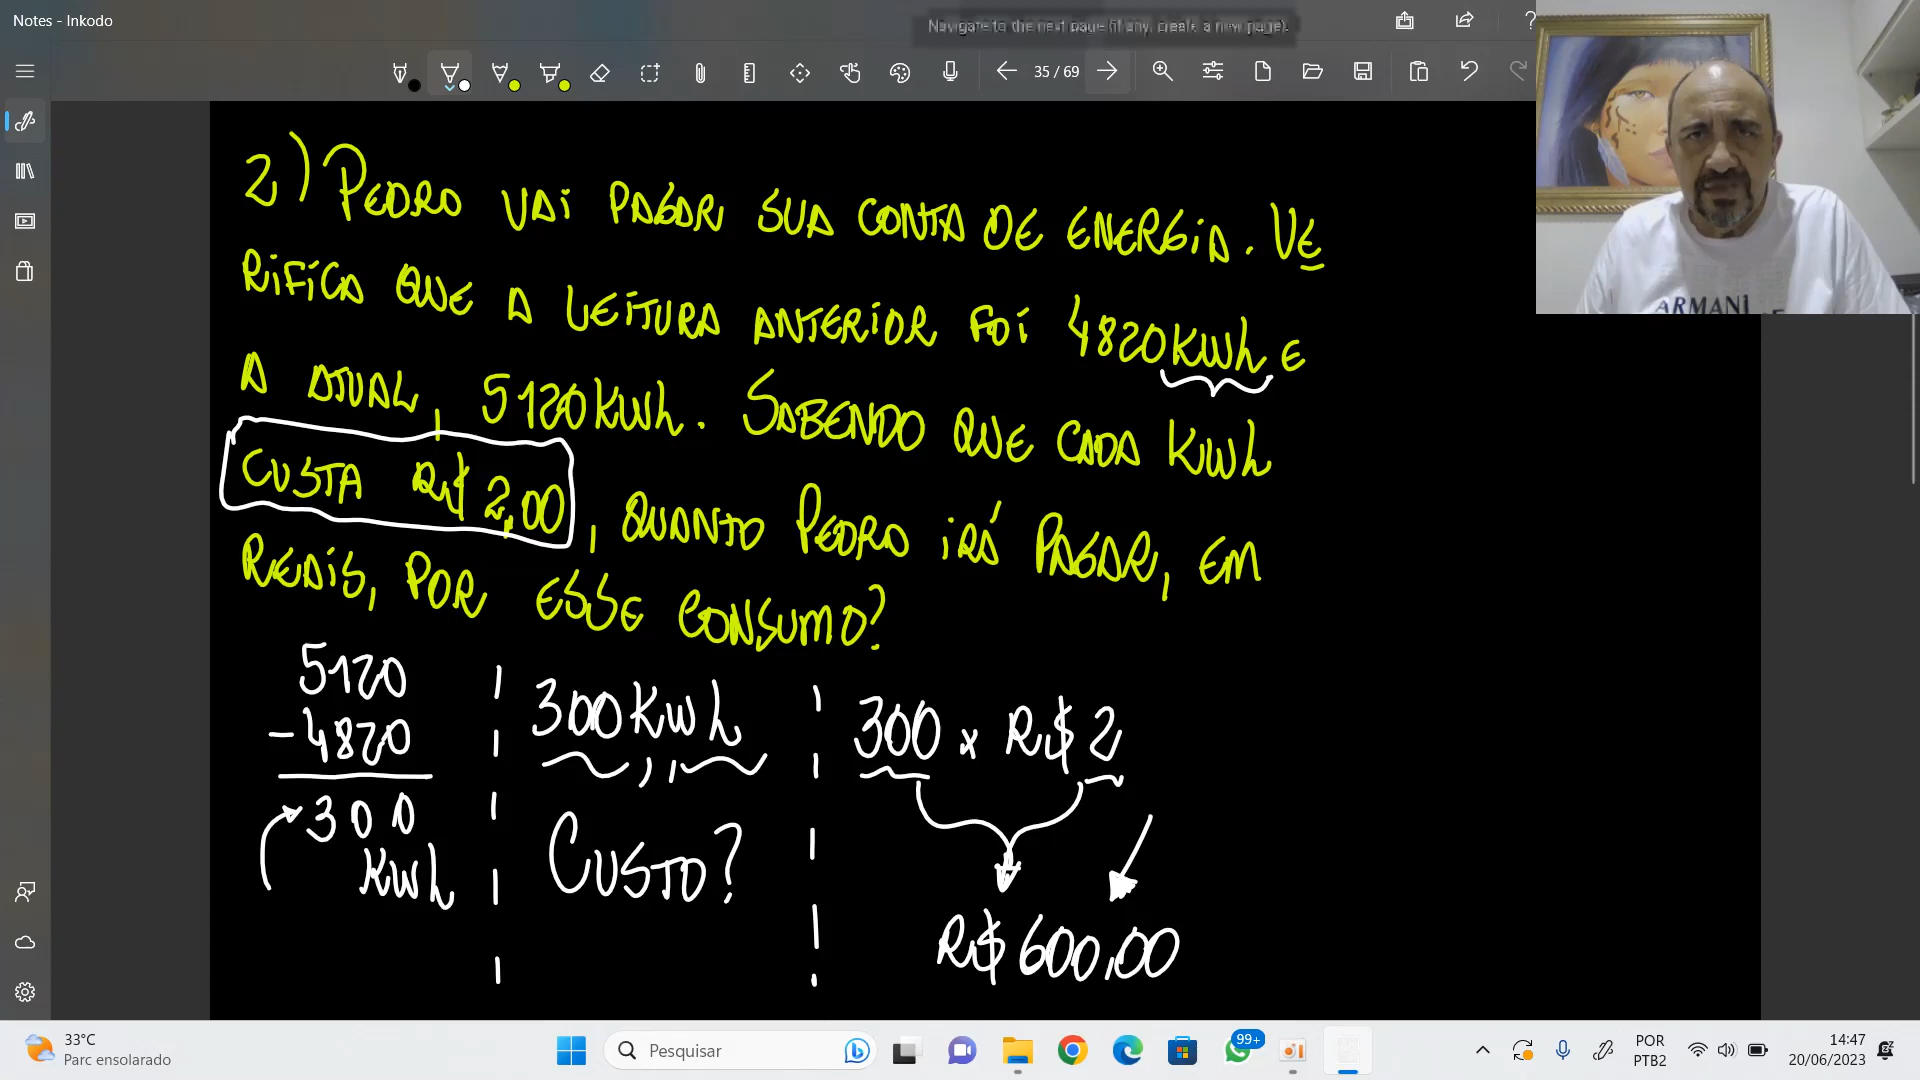 Notes - Inkodo
Navigate to the next page (if any, create a new page).
35 / 69
2) PEDRO VAI PAGAR SUA CONTA DE ENERGIA. VE
RIFICA QUE A LEITURA ANTERIOR FOI 4820KWh E
A ATUAL, 5120KWh. SABENDO QUE CADA KWh
CUSTA R$ 2,00, QUANTO PEDRO IRÁ PAGAR, EM
REAIS, POR ESSE CONSUMO?
5120
-4820
300
KWh
300KWh
CUSTO?
300 x R$ 2
R$ 600,00
ARMANI
33°C
Parc ensolarado
Pesquisar
99+
POR
PTB2
14:47
20/06/2023